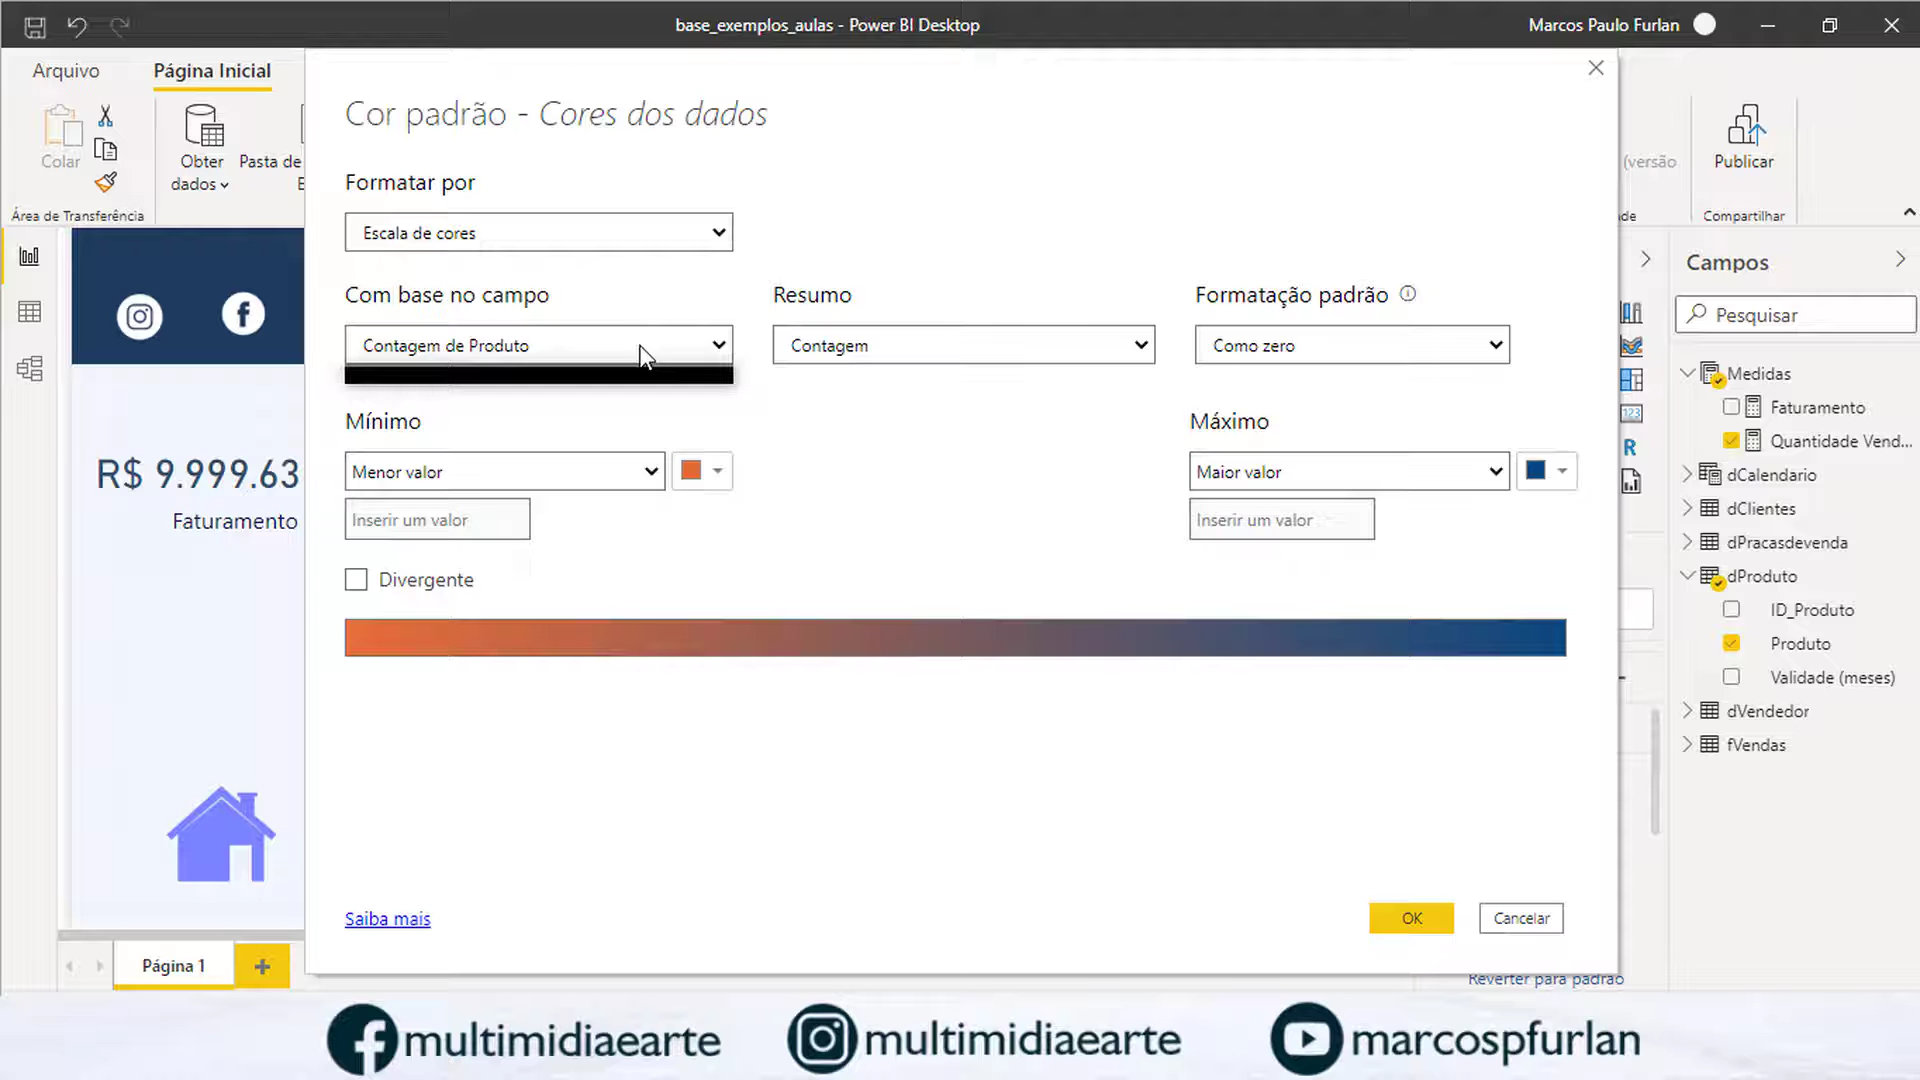 base_exemplos_aulas - Power BI Desktop
Marcos Paulo Furlan
Arquivo
Página Inicial
Colar
Obter
dados
Pasta de
E
Área de Transferência
(versão
de
Publicar
Compartilhar
Cor padrão - Cores dos dados
Formatar por
Escala de cores
Com base no campo
Resumo
Formatação padrão
Contagem de Produto
Contagem
Como zero
Mínimo
Máximo
Menor valor
Maior valor
Inserir um valor
Inserir um valor
Divergente
Saiba mais
OK
Cancelar
R$ 9.999.63
Faturamento
Campos
Pesquisar
Medidas
Faturamento
Quantidade Vend...
dCalendario
dClientes
dPracasdevenda
dProduto
ID_Produto
Produto
Validade (meses)
dVendedor
fVendas
123
R
Página 1
Reverter para padrão
multimidiaearte
multimidiaearte
marcospfurlan